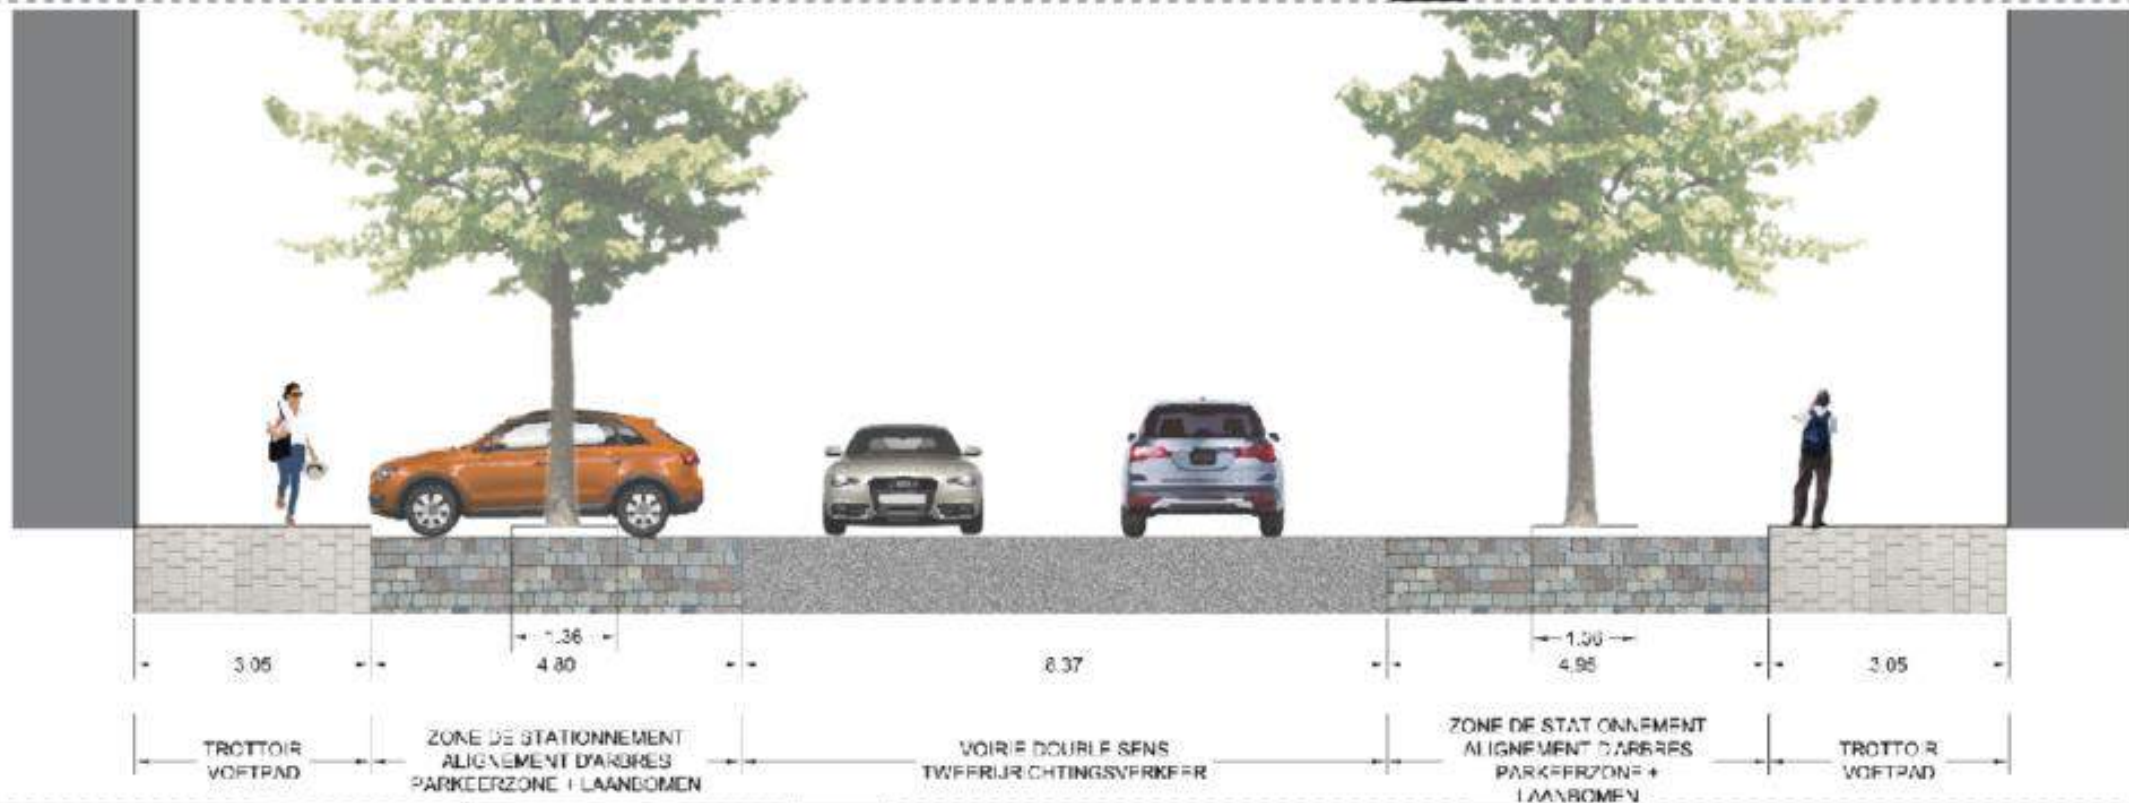 1.36
1.36
3.05
4.80
8.37
4.95
3.05
TROTTOIR
VOETPAD
ZONE DE STATIONNEMENT
ALIGNEMENT D'ARBRES
PARKEERZONE + LAANBOMEN
VOIRIE DOUBLE SENS
TWEERIJRICHTINGSVERKEER
ZONE DE STATIONNEMENT
ALIGNEMENT D'ARBRES
PARKEERZONE +
LAANBOMEN
TROTTOIR
VOETPAD